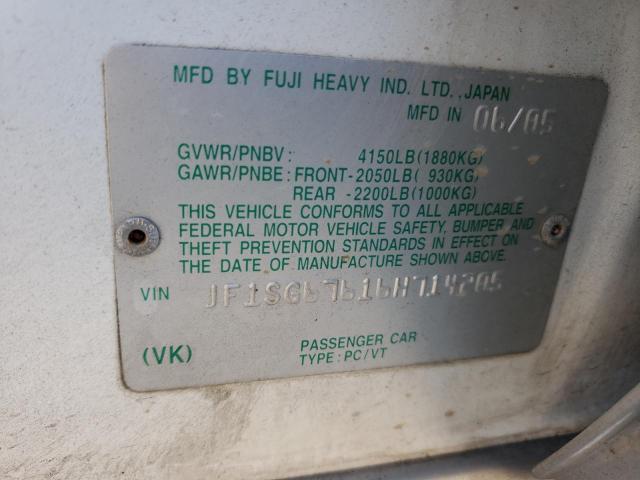 MFD BY FUJI HEAVY IND. LTD.,JAPAN
MFD IN 06/05
GVWR/PNBV: 4150LB(1880KG)
GAWR/PNBE: FRONT-2050LB( 930KG)
REAR -2200LB(1000KG)
THIS VEHICLE CONFORMS TO ALL APPLICABLE
FEDERAL MOTOR VEHICLE SAFETY, BUMPER AND
THEFT PREVENTION STANDARDS IN EFFECT ON
THE DATE OF MANUFACTURE SHOWN ABOVE.
VIN JF1SG67616H714205
(VK) PASSENGER CAR
TYPE: PC/VT